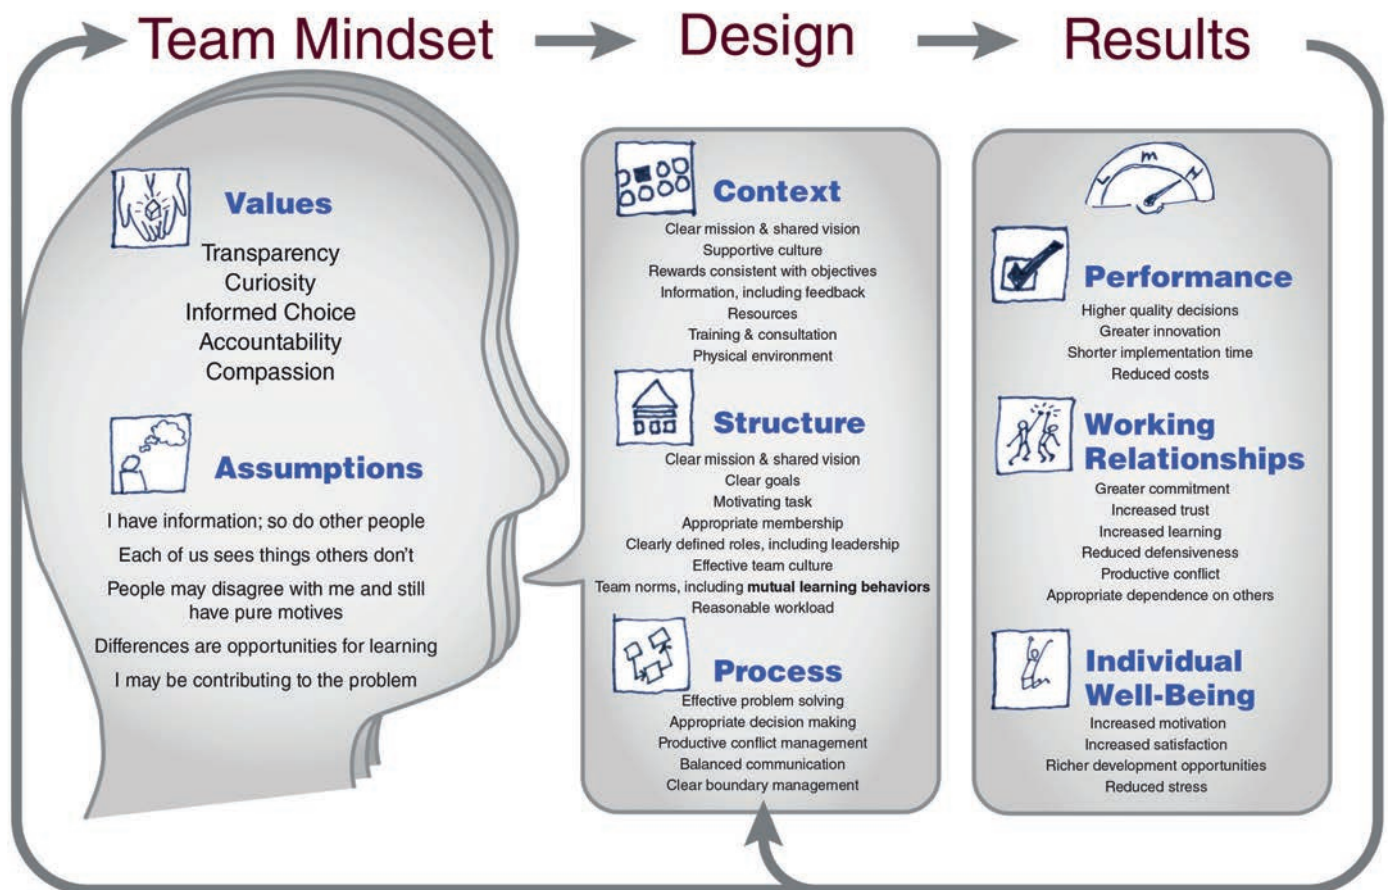 Team Mindset
Design
Results
Values
Transparency
Curiosity
Informed Choice
Accountability
Compassion
Assumptions
I have information; so do other people
Each of us sees things others don't
People may disagree with me and still
have pure motives
Differences are opportunities for learning
I may be contributing to the problem
Context
Clear mission & shared vision
Supportive culture
Rewards consistent with objectives
Information, including feedback
Resources
Training & consultation
Physical environment
Structure
Clear mission & shared vision
Clear goals
Motivating task
Appropriate membership
Clearly defined roles, including leadership
Effective team culture
Team norms, including mutual learning behaviors
Reasonable workload
Process
Effective problem solving
Appropriate decision making
Productive conflict management
Balanced communication
Clear boundary management
L m H
Performance
Higher quality decisions
Greater innovation
Shorter implementation time
Reduced costs
Working
Relationships
Greater commitment
Increased trust
Increased learning
Reduced defensiveness
Productive conflict
Appropriate dependence on others
Individual
Well-Being
Increased motivation
Increased satisfaction
Richer development opportunities
Reduced stress